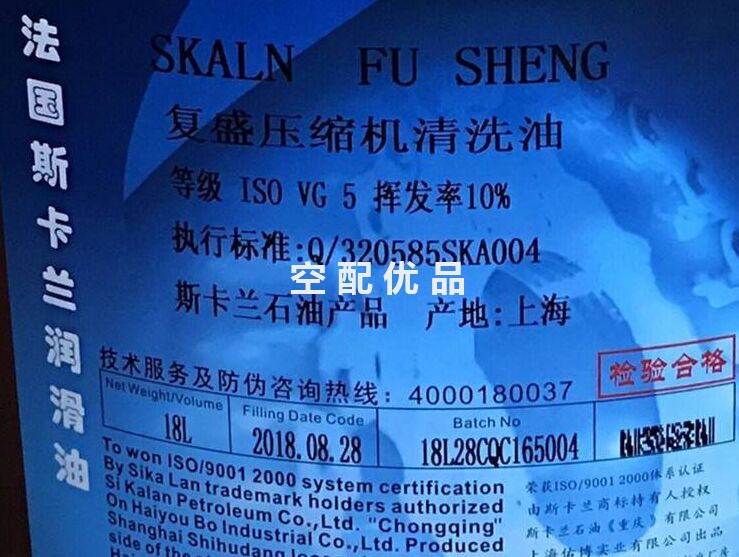 法国斯卡兰润滑油
SKALN FU SHENG
复盛压缩机清洗油
等级 ISO VG 5 挥发率10%
执行标准:Q/320585SKA004
空配优品
斯卡兰石油产品 产地:上海
技术服务及防伪咨询热线: 4000180037
检验合格
Net Weight/Volume
18L
Filling Date Code
2018.08.28
Batch No
18L28CQC165004
To won ISO/9001 2000 system certification
By Sika Lan trademark holders authorized
Si Kalan Petroleum Co.,Ltd. "Chongqing"
On Haiyou Bo Industrial Co.,Ltd. Produced
荣获ISO/9001 2000体系认证
由斯卡兰商标持有人授权
斯卡兰石油《重庆》有限公司